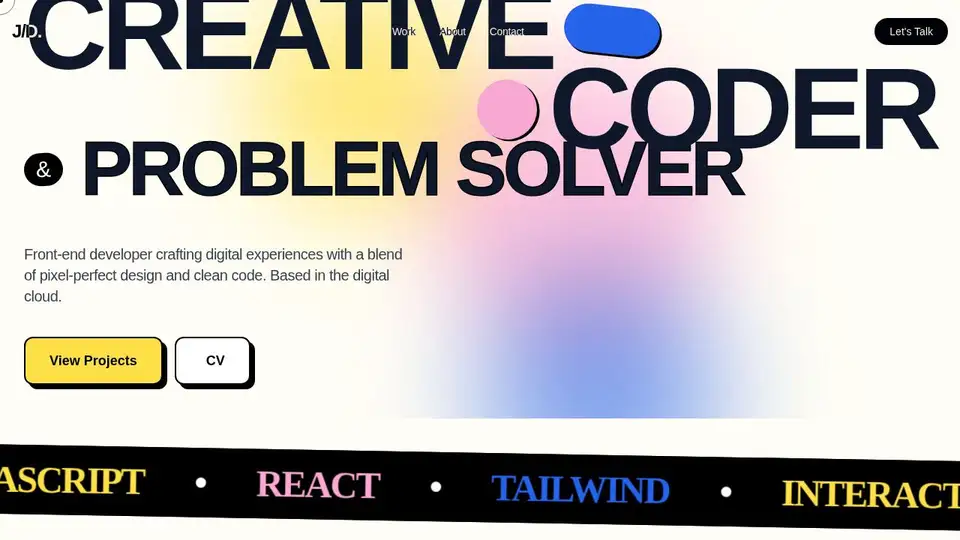 J/D.
Work
About
Contact
Let's Talk
CREATIVE
CODER
& PROBLEM SOLVER
Front-end developer crafting digital experiences with a blend
of pixel-perfect design and clean code. Based in the digital
cloud.
View Projects
CV
ASCRIPT • REACT • TAILWIND • INTERACT